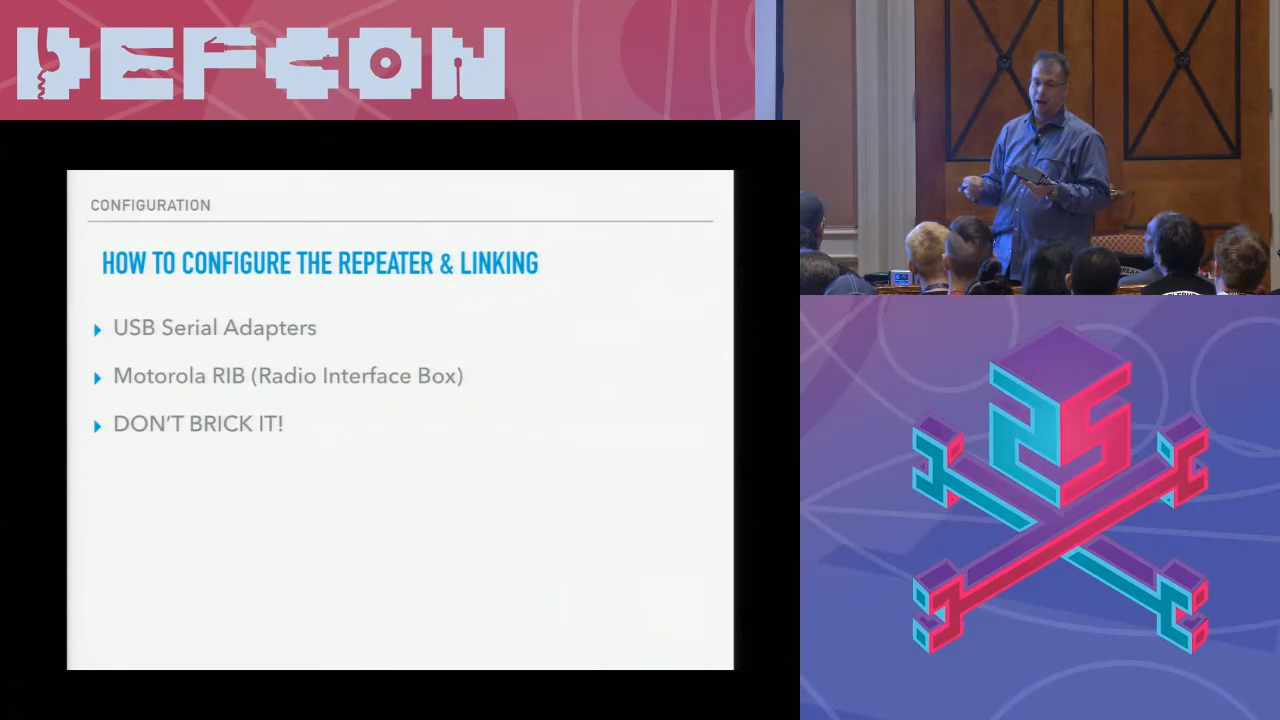 DEFCON
CONFIGURATION
HOW TO CONFIGURE THE REPEATER & LINKING
USB Serial Adapters
Motorola RIB (Radio Interface Box)
DON'T BRICK IT!
25